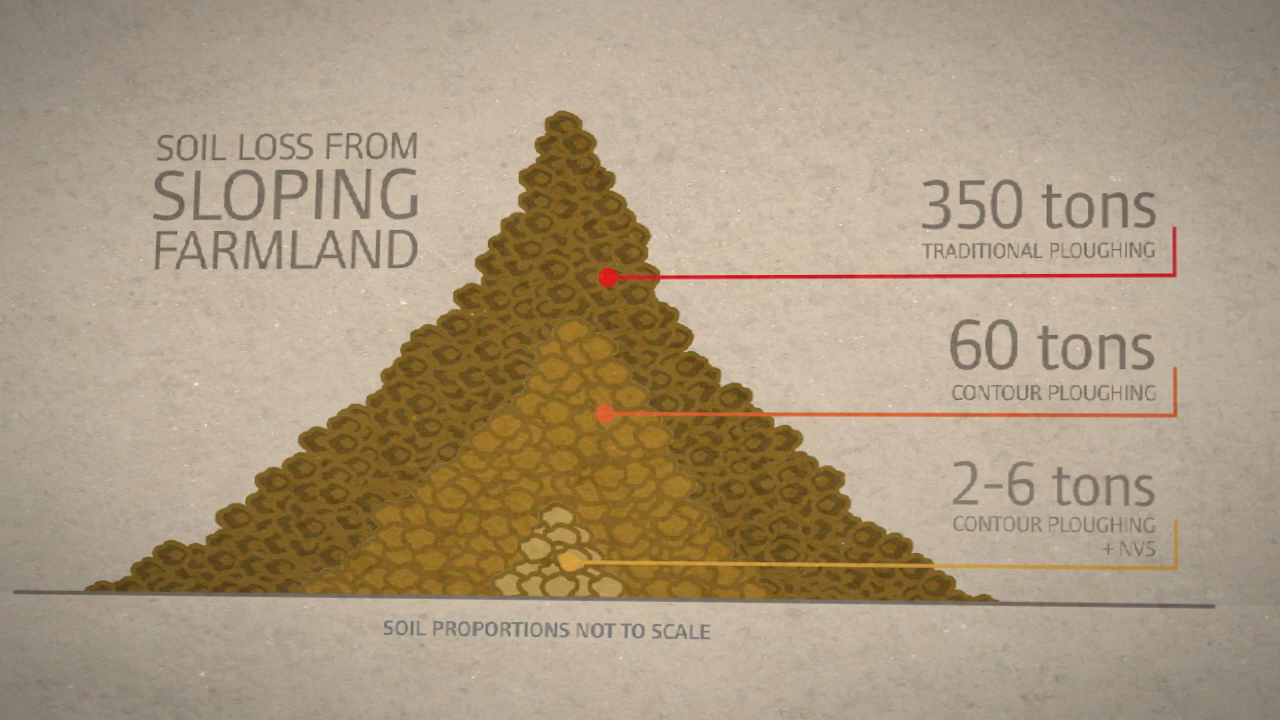 SOIL LOSS FROM
SLOPING
FARMLAND
350 tons
TRADITIONAL PLOUGHING
60 tons
CONTOUR PLOUGHING
2-6 tons
CONTOUR PLOUGHING
+ NVS
SOIL PROPORTIONS NOT TO SCALE